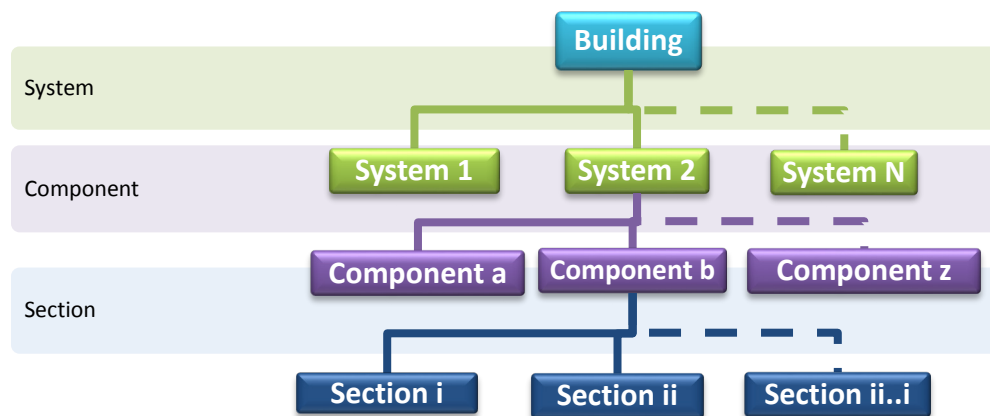 Building
System
System 1
System 2
System N
Component
Component a
Component b
Component z
Section
Section i
Section ii
Section ii..i